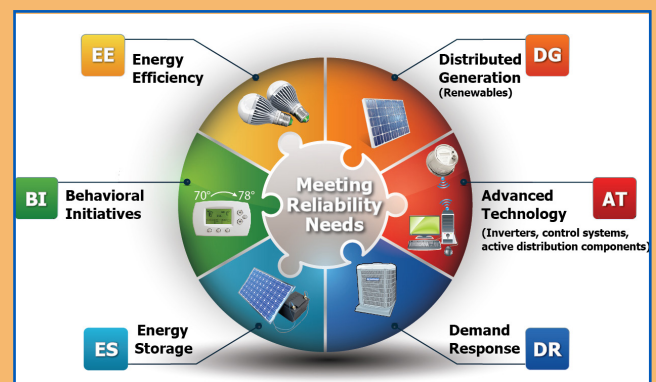 EE
Energy
Efficiency
Distributed
Generation
(Renewables)
DG
BI
Behavioral
Initiatives
70° 78°
Meeting
Reliability
Needs
Advanced
Technology
(Inverters, control systems,
active distribution components)
AT
ES
Energy
Storage
Demand
Response
DR